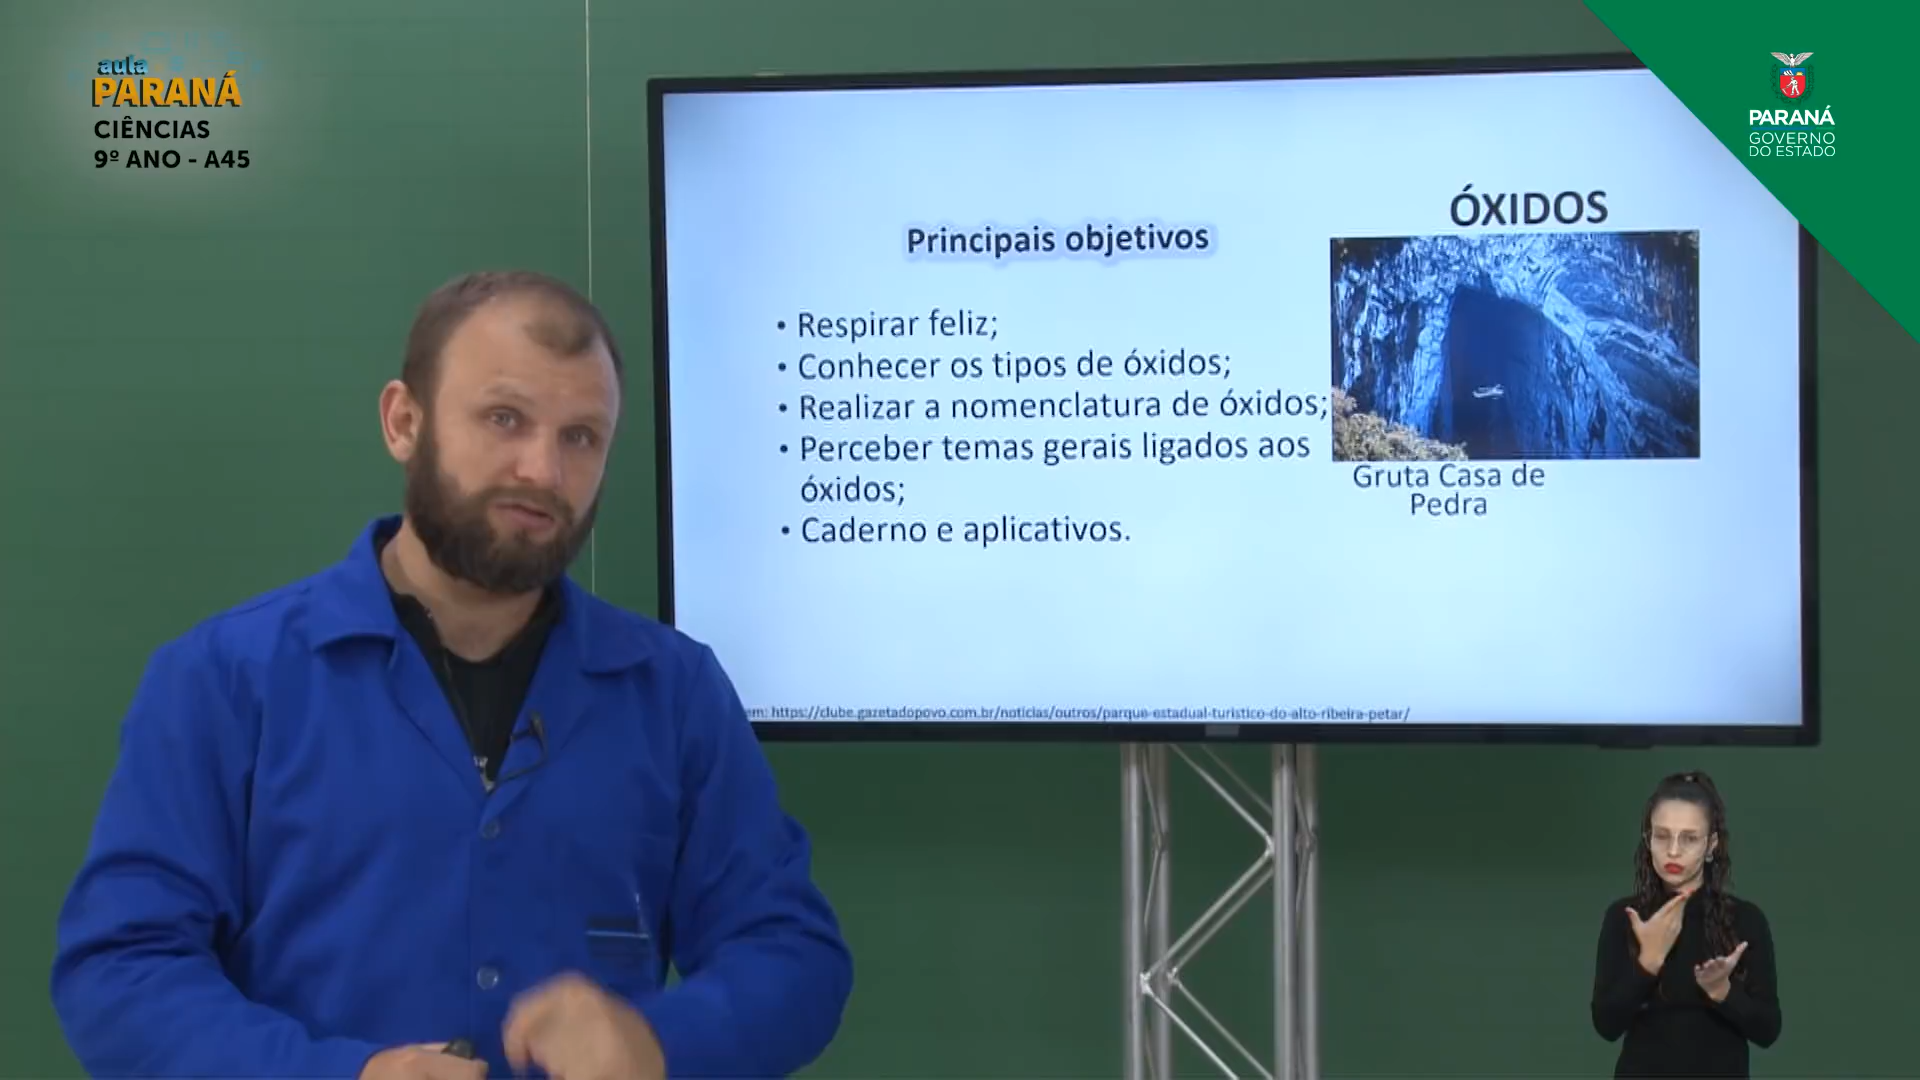 aula
PARANÁ
CIÊNCIAS
9º ANO - A45
PARANÁ
GOVERNO
DO ESTADO
ÓXIDOS
Principais objetivos
• Respirar feliz;
• Conhecer os tipos de óxidos;
• Realizar a nomenclatura de óxidos;
• Perceber temas gerais ligados aos
óxidos;
• Caderno e aplicativos.
Gruta Casa de
Pedra
https://clube.gazetadopovo.com.br/noticias/outros/parque-estadual-turistico-do-alto-ribeira-petar/